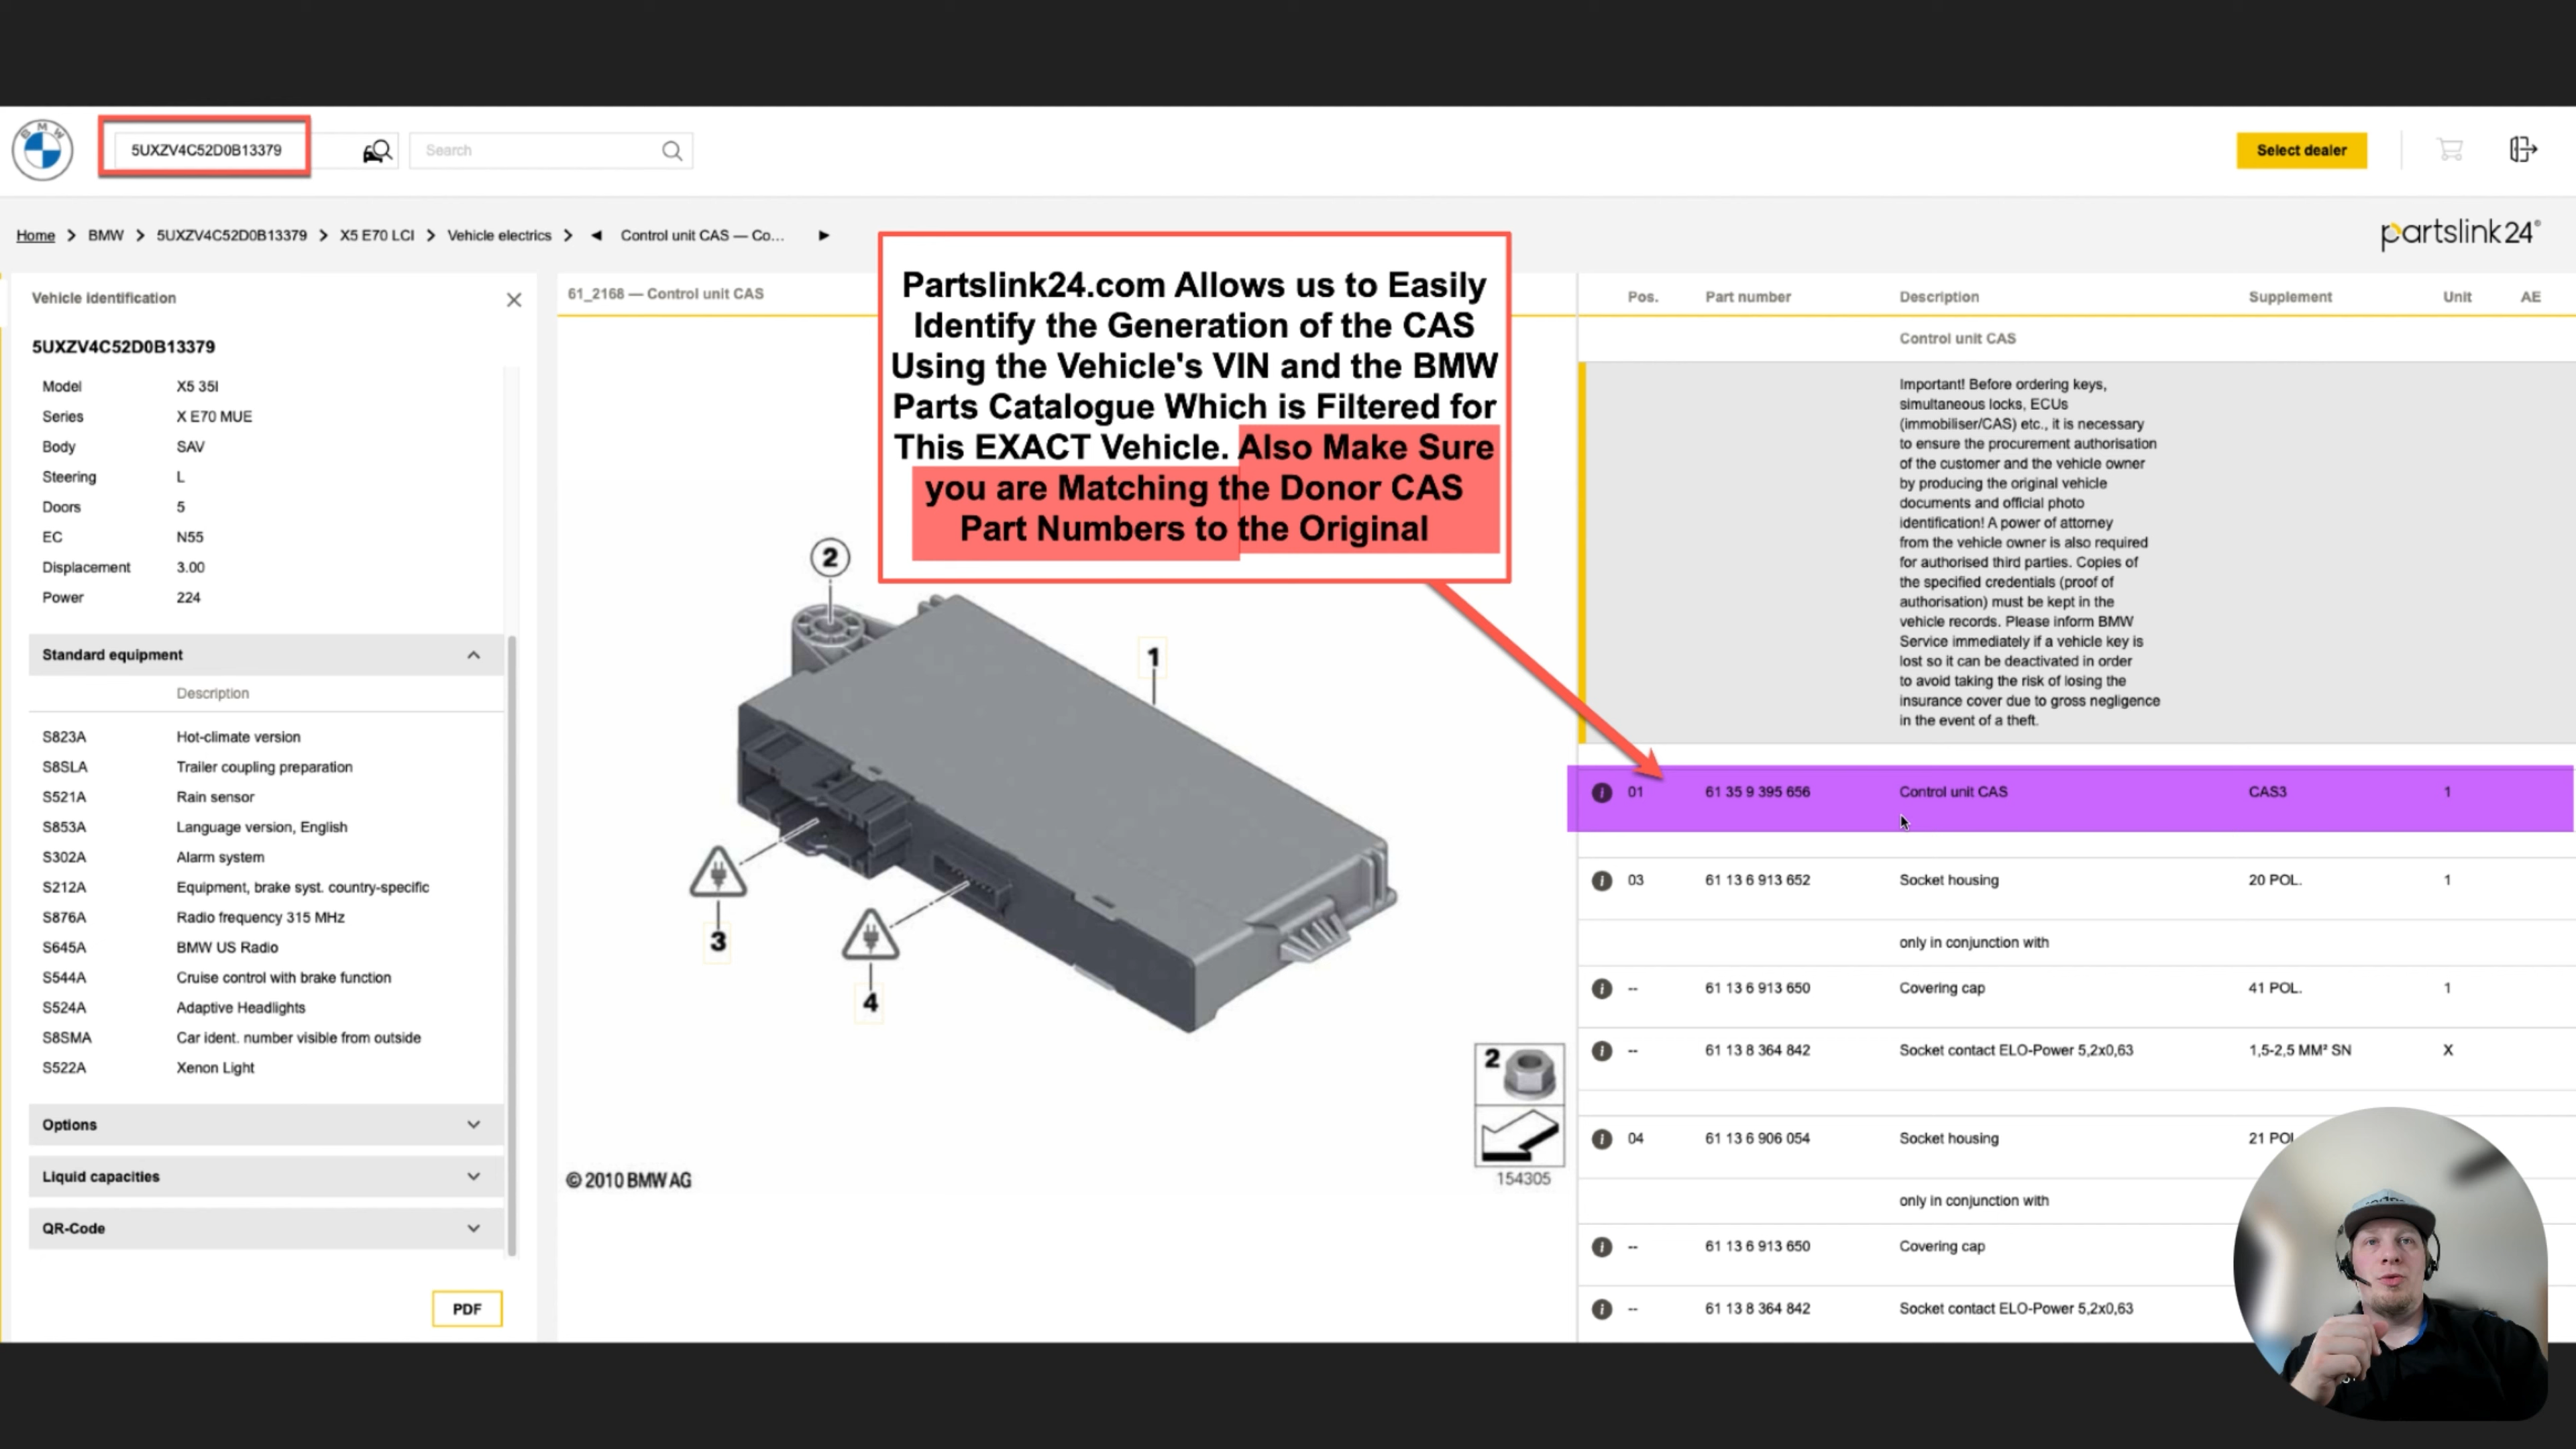 BMW
5UXZV4C52D0B13379
Search
Select dealer
Home > BMW > 5UXZV4C52D0B13379 > X5 E70 LCI > Vehicle electrics > ◄ Control unit CAS — Co... ►
partslink24®
Vehicle identification
5UXZV4C52D0B13379
Model X5 35I
Series X E70 MUE
Body SAV
Steering L
Doors 5
EC N55
Displacement 3.00
Power 224
Standard equipment
Description
S823A Hot-climate version
S8SLA Trailer coupling preparation
S521A Rain sensor
S853A Language version, English
S302A Alarm system
S212A Equipment, brake syst. country-specific
S876A Radio frequency 315 MHz
S645A BMW US Radio
S544A Cruise control with brake function
S524A Adaptive Headlights
S8SMA Car ident. number visible from outside
S522A Xenon Light
Options
Liquid capacities
QR-Code
PDF
61_2168 — Control unit CAS
Partslink24.com Allows us to Easily
Identify the Generation of the CAS
Using the Vehicle's VIN and the BMW
Parts Catalogue Which is Filtered for
This EXACT Vehicle. Also Make Sure
you are Matching the Donor CAS
Part Numbers to the Original
2
1
3
4
2
154305
© 2010 BMW AG
Pos. Part number Description Supplement Unit AE
Control unit CAS
Important! Before ordering keys,
simultaneous locks, ECUs
(immobiliser/CAS) etc., it is necessary
to ensure the procurement authorisation
of the customer and the vehicle owner
by producing the original vehicle
documents and official photo
identification! A power of attorney
from the vehicle owner is also required
for authorised third parties. Copies of
the specified credentials (proof of
authorisation) must be kept in the
vehicle records. Please inform BMW
Service immediately if a vehicle key is
lost so it can be deactivated in order
to avoid taking the risk of losing the
insurance cover due to gross negligence
in the event of a theft.
01 61 35 9 395 656 Control unit CAS CAS3 1
03 61 13 6 913 652 Socket housing 20 POL. 1
only in conjunction with
-- 61 13 6 913 650 Covering cap 41 POL. 1
-- 61 13 8 364 842 Socket contact ELO-Power 5,2x0,63 1,5-2,5 MM² SN X
04 61 13 6 906 054 Socket housing 21
only in conjunction with
-- 61 13 6 913 650 Covering cap
-- 61 13 8 364 842 Socket contact ELO-Power 5,2x0,63